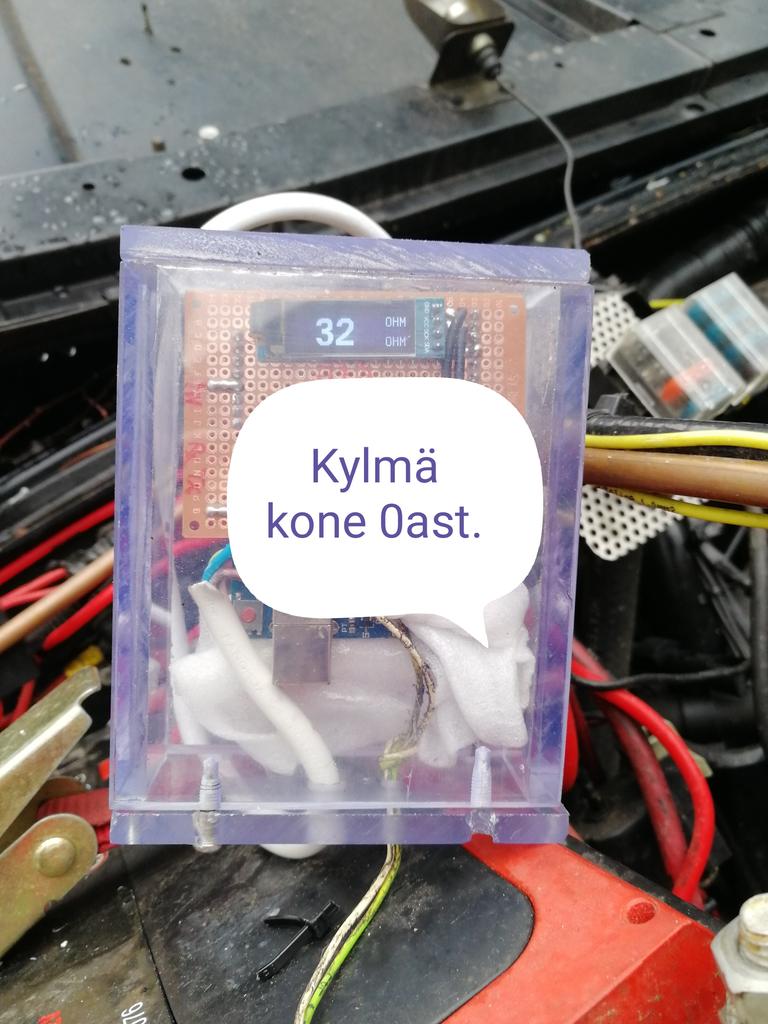 32
OHM
OHM
Kylmä
kone 0ast.